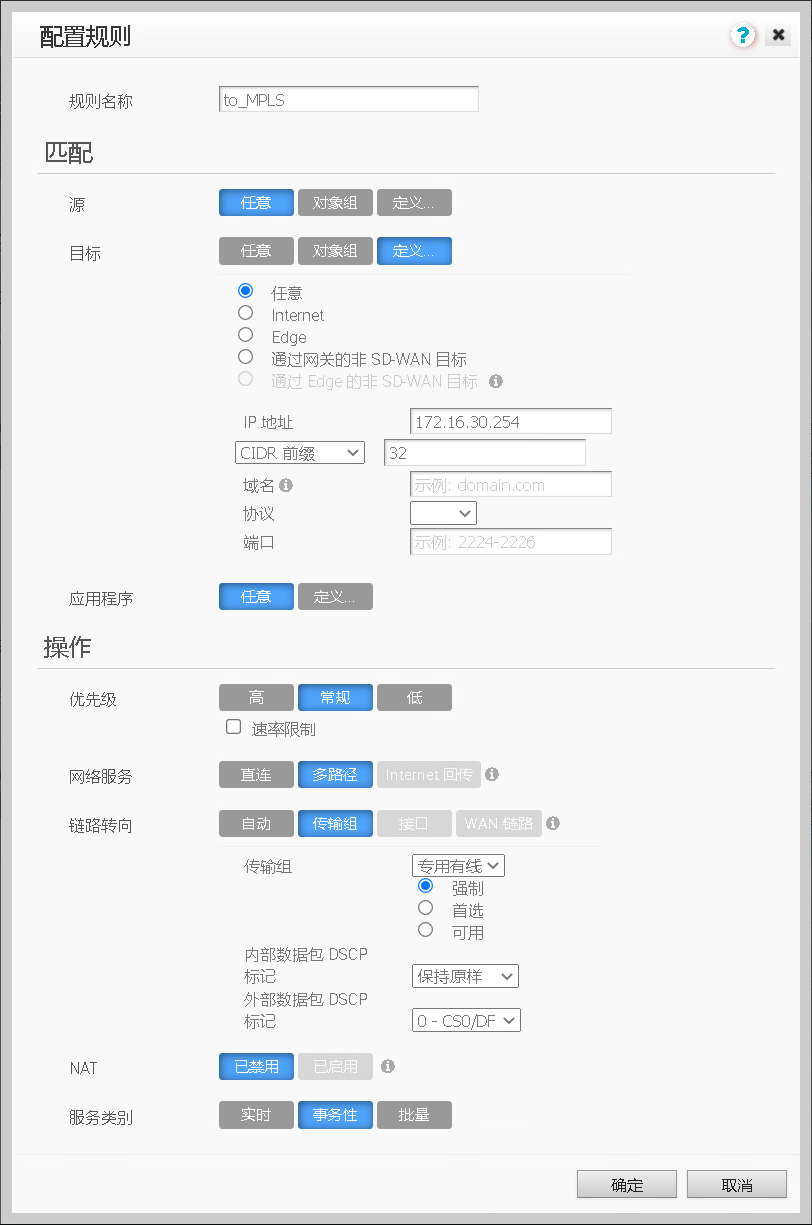 配置规则
?
规则名称 to_MPLS
匹配
源 任意 对象组 定义...
目标 任意 对象组 定义...
任意
Internet
Edge
通过网关的非 SD-WAN 目标
通过 Edge 的非 SD-WAN 目标
IP 地址 172.16.30.254
CIDR 前缀 32
域名 示例: domain.com
协议
端口 示例: 2224-2226
应用程序 任意 定义...
操作
优先级 高 常规 低
速率限制
网络服务 直连 多路径 Internet 回传
链路转向 自动 传输组 接口 WAN 链路
传输组 专用有线
强制
首选
可用
内部数据包 DSCP
标记 保持原样
外部数据包 DSCP
标记 0 - CS0/DF
NAT 已禁用 已启用
服务类别 实时 事务性 批量
确定 取消